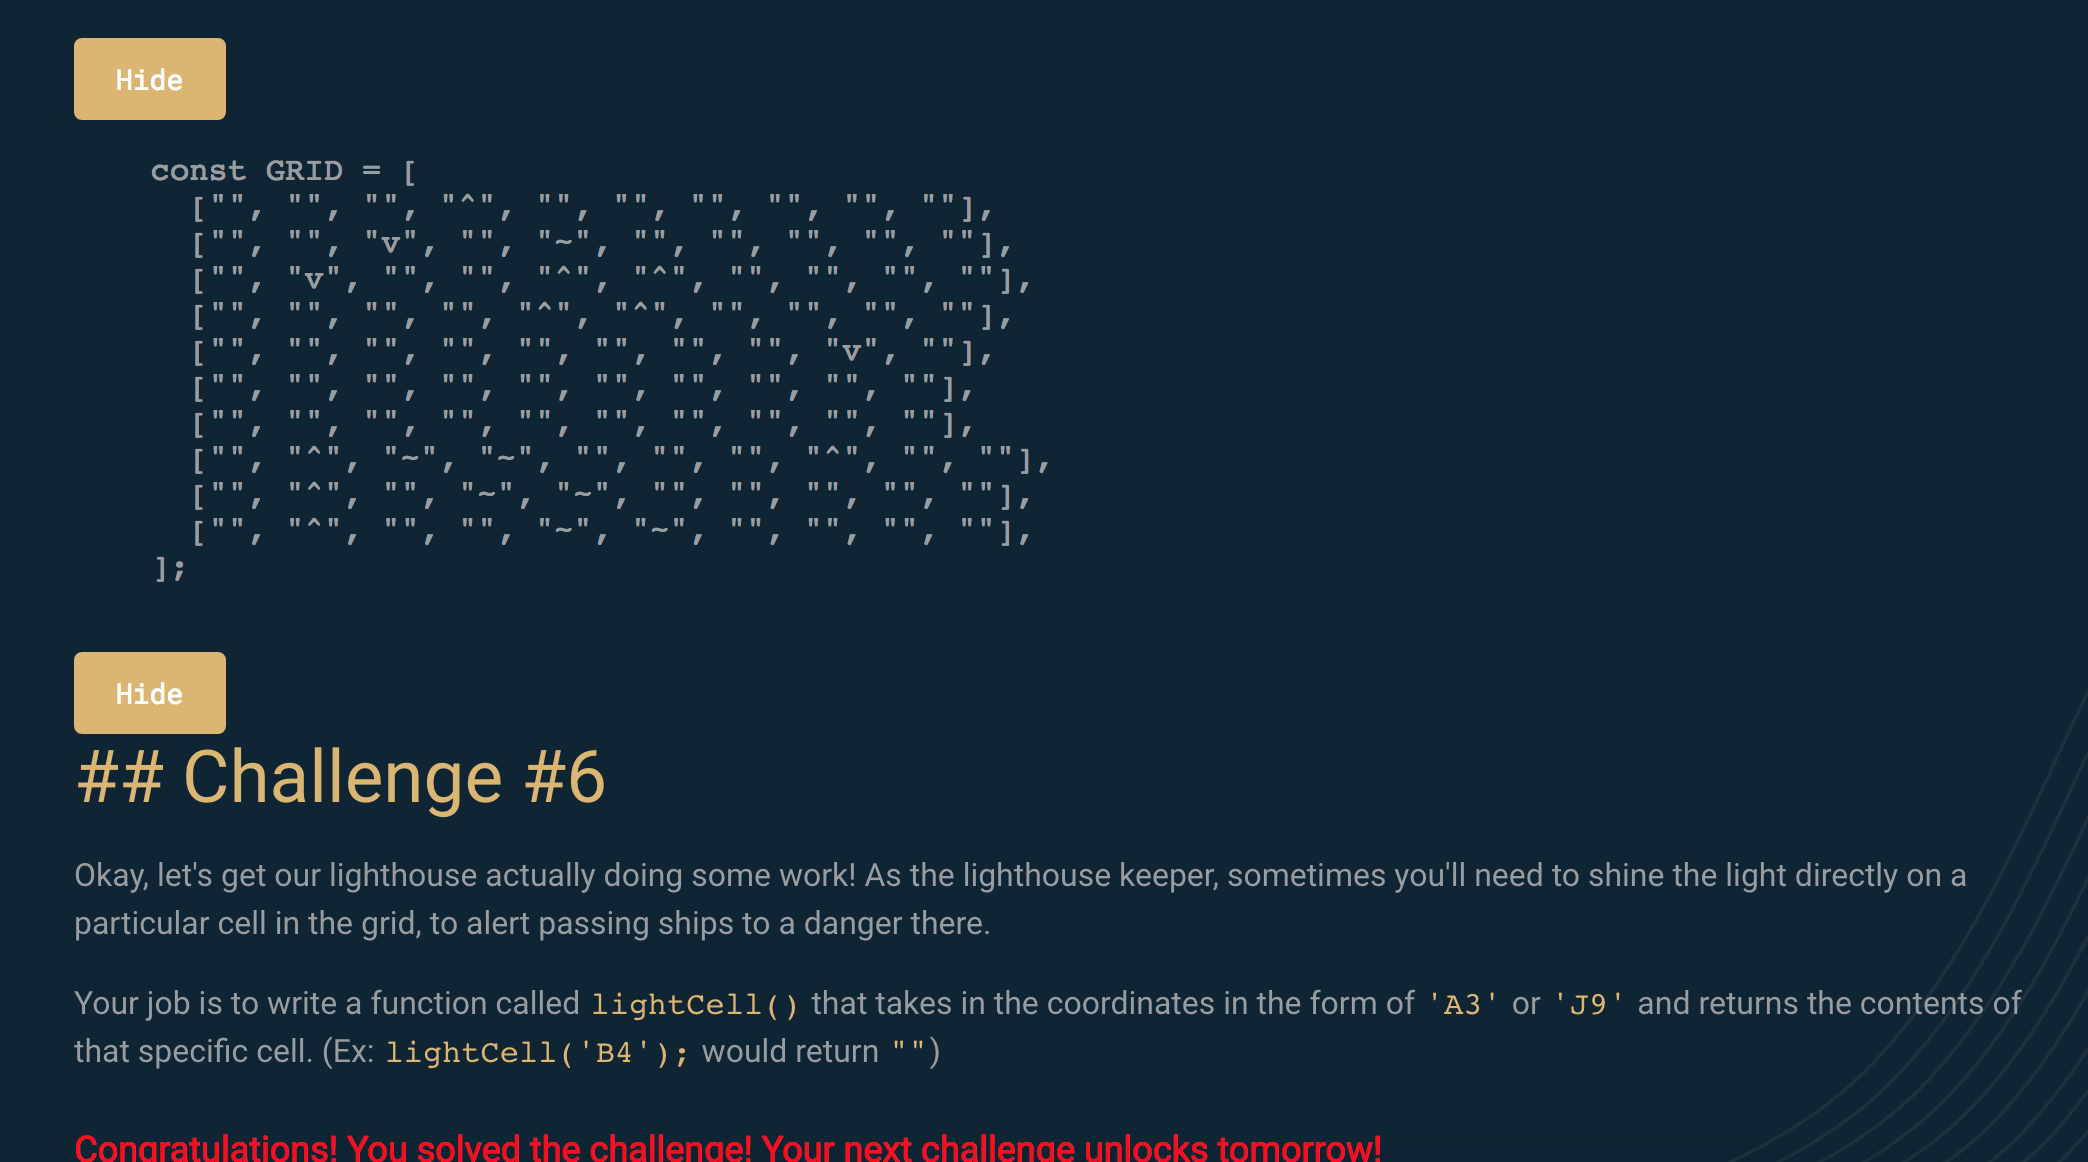 Hide
const GRID = [
  ["", "", "", "^", "", "", "", "", "", ""],
  ["", "", "v", "", "~", "", "", "", "", ""],
  ["", "v", "", "", "^", "^", "", "", "", ""],
  ["", "", "", "", "^", "^", "", "", "", ""],
  ["", "", "", "", "", "", "", "", "v", ""],
  ["", "", "", "", "", "", "", "", "", ""],
  ["", "", "", "", "", "", "", "", "", ""],
  ["", "^", "~", "~", "", "", "", "^", "", ""],
  ["", "^", "", "~", "~", "", "", "", "", ""],
  ["", "^", "", "", "~", "~", "", "", "", ""],
];
Hide
## Challenge #6
Okay, let's get our lighthouse actually doing some work! As the lighthouse keeper, sometimes you'll need to shine the light directly on a
particular cell in the grid, to alert passing ships to a danger there.
Your job is to write a function called lightCell() that takes in the coordinates in the form of 'A3' or 'J9' and returns the contents of
that specific cell. (Ex: lightCell('B4'); would return "")
Congratulations! You solved the challenge! Your next challenge unlocks tomorrow!